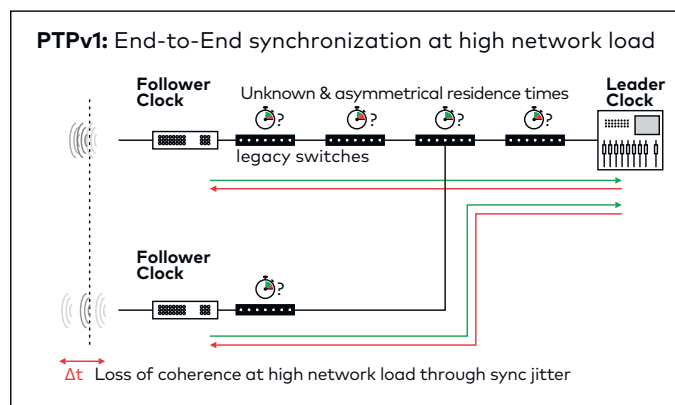 PTPv1: End-to-End synchronization at high network load
Follower
Clock
Unknown & asymmetrical residence times
Leader
Clock
? ? ? ?
legacy switches
Follower
Clock
?
Δt Loss of coherence at high network load through sync jitter